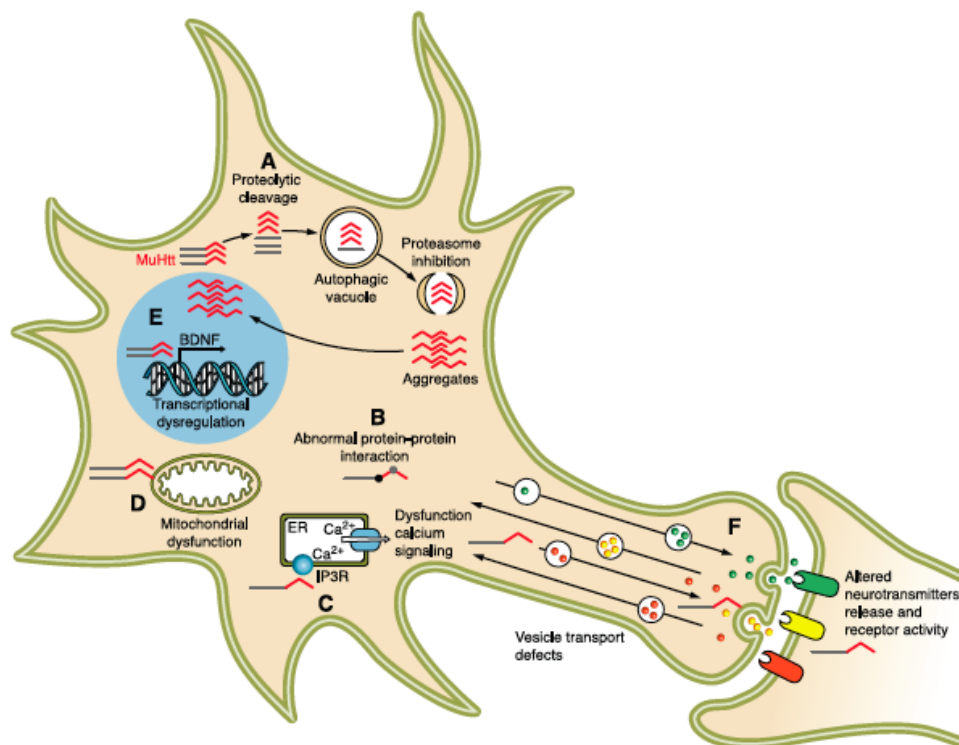 A
Proteolytic
cleavage
MuHtt
Autophagic
vacuole
Proteasome
inhibition
Aggregates
E
BDNF
Transcriptional
dysregulation
B
Abnormal protein–protein
interaction
D
Mitochondrial
dysfunction
ER
Ca2+
Ca2+
IP3R
C
Dysfunction
calcium
signaling
F
Vesicle transport
defects
Altered
neurotransmitters
release and
receptor activity